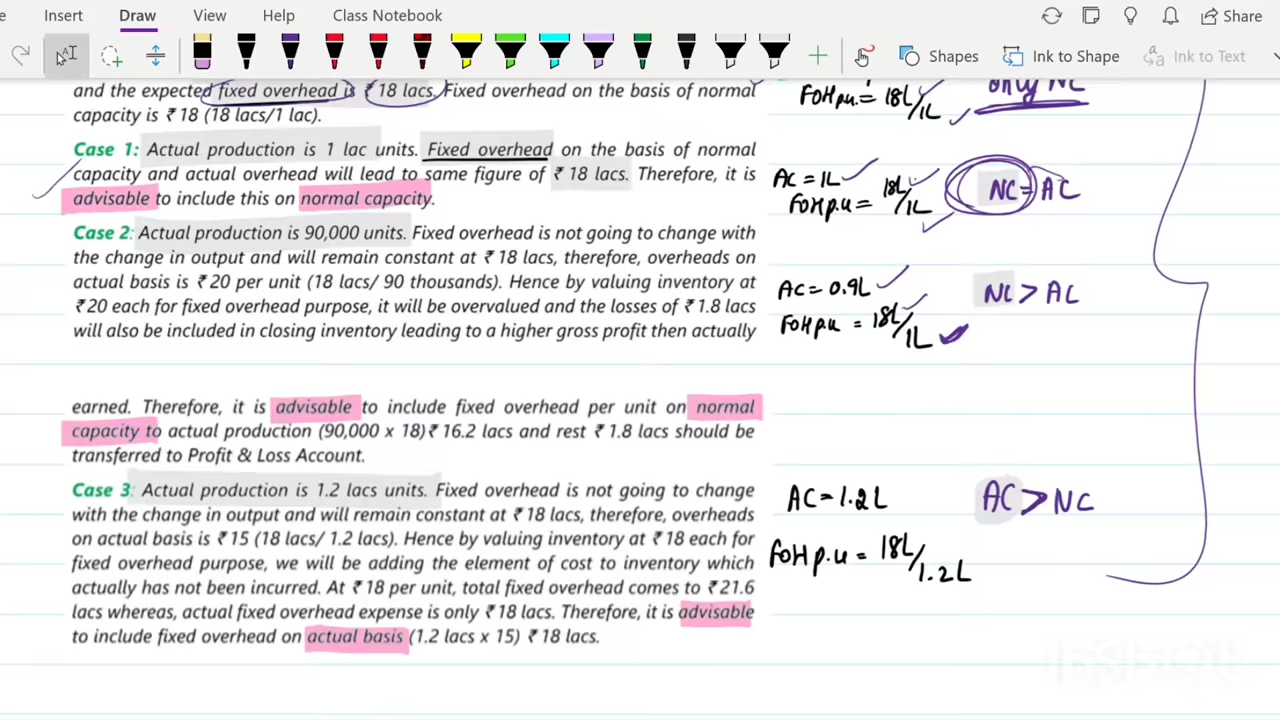 Insert Draw View Help Class Notebook Share
Shapes Ink to Shape Ink to Text
and the expected fixed overhead is ₹ 18 lacs. Fixed overhead on the basis of normal
capacity is ₹ 18 (18 lacs/1 lac).
FOH p.u. = 18L/1L
only NC
Case 1: Actual production is 1 lac units. Fixed overhead on the basis of normal
capacity and actual overhead will lead to same figure of ₹ 18 lacs. Therefore, it is
advisable to include this on normal capacity.
AC = 1L
FOH p.u = 18L/1L
NC = AC
Case 2: Actual production is 90,000 units. Fixed overhead is not going to change with
the change in output and will remain constant at ₹ 18 lacs, therefore, overheads on
actual basis is ₹ 20 per unit (18 lacs/ 90 thousands). Hence by valuing inventory at
₹ 20 each for fixed overhead purpose, it will be overvalued and the losses of ₹ 1.8 lacs
will also be included in closing inventory leading to a higher gross profit then actually
AC = 0.9L
FOH p.u = 18L/1L
NC > AC
earned. Therefore, it is advisable to include fixed overhead per unit on normal
capacity to actual production (90,000 x 18) ₹ 16.2 lacs and rest ₹ 1.8 lacs should be
transferred to Profit & Loss Account.
Case 3: Actual production is 1.2 lacs units. Fixed overhead is not going to change
with the change in output and will remain constant at ₹ 18 lacs, therefore, overheads
on actual basis is ₹ 15 (18 lacs/ 1.2 lacs). Hence by valuing inventory at ₹ 18 each for
fixed overhead purpose, we will be adding the element of cost to inventory which
actually has not been incurred. At ₹ 18 per unit, total fixed overhead comes to ₹ 21.6
lacs whereas, actual fixed overhead expense is only ₹ 18 lacs. Therefore, it is advisable
to include fixed overhead on actual basis (1.2 lacs x 15) ₹ 18 lacs.
AC = 1.2L
FOH p.u = 18L/1.2L
AC > NC